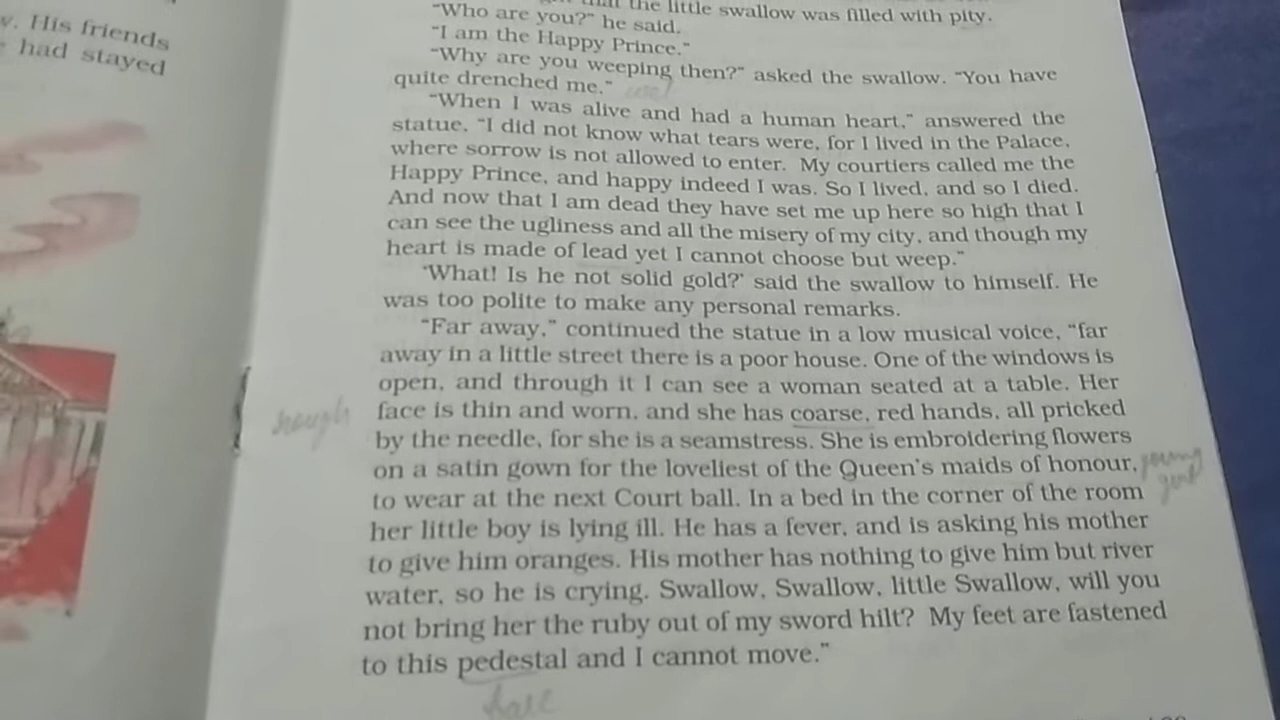 w. His friends
had stayed
that the little swallow was filled with pity.
"Who are you?" he said.
"I am the Happy Prince."
"Why are you weeping then?" asked the swallow. "You have
quite drenched me."
"When I was alive and had a human heart," answered the
statue, "I did not know what tears were, for I lived in the Palace,
where sorrow is not allowed to enter. My courtiers called me the
Happy Prince, and happy indeed I was. So I lived, and so I died.
And now that I am dead they have set me up here so high that I
can see the ugliness and all the misery of my city, and though my
heart is made of lead yet I cannot choose but weep."
'What! Is he not solid gold?' said the swallow to himself. He
was too polite to make any personal remarks.
"Far away," continued the statue in a low musical voice, "far
away in a little street there is a poor house. One of the windows is
open, and through it I can see a woman seated at a table. Her
face is thin and worn, and she has coarse, red hands, all pricked
by the needle, for she is a seamstress. She is embroidering flowers
on a satin gown for the loveliest of the Queen's maids of honour,
to wear at the next Court ball. In a bed in the corner of the room
her little boy is lying ill. He has a fever, and is asking his mother
to give him oranges. His mother has nothing to give him but river
water, so he is crying. Swallow, Swallow, little Swallow, will you
not bring her the ruby out of my sword hilt? My feet are fastened
to this pedestal and I cannot move."
rough
young
girl